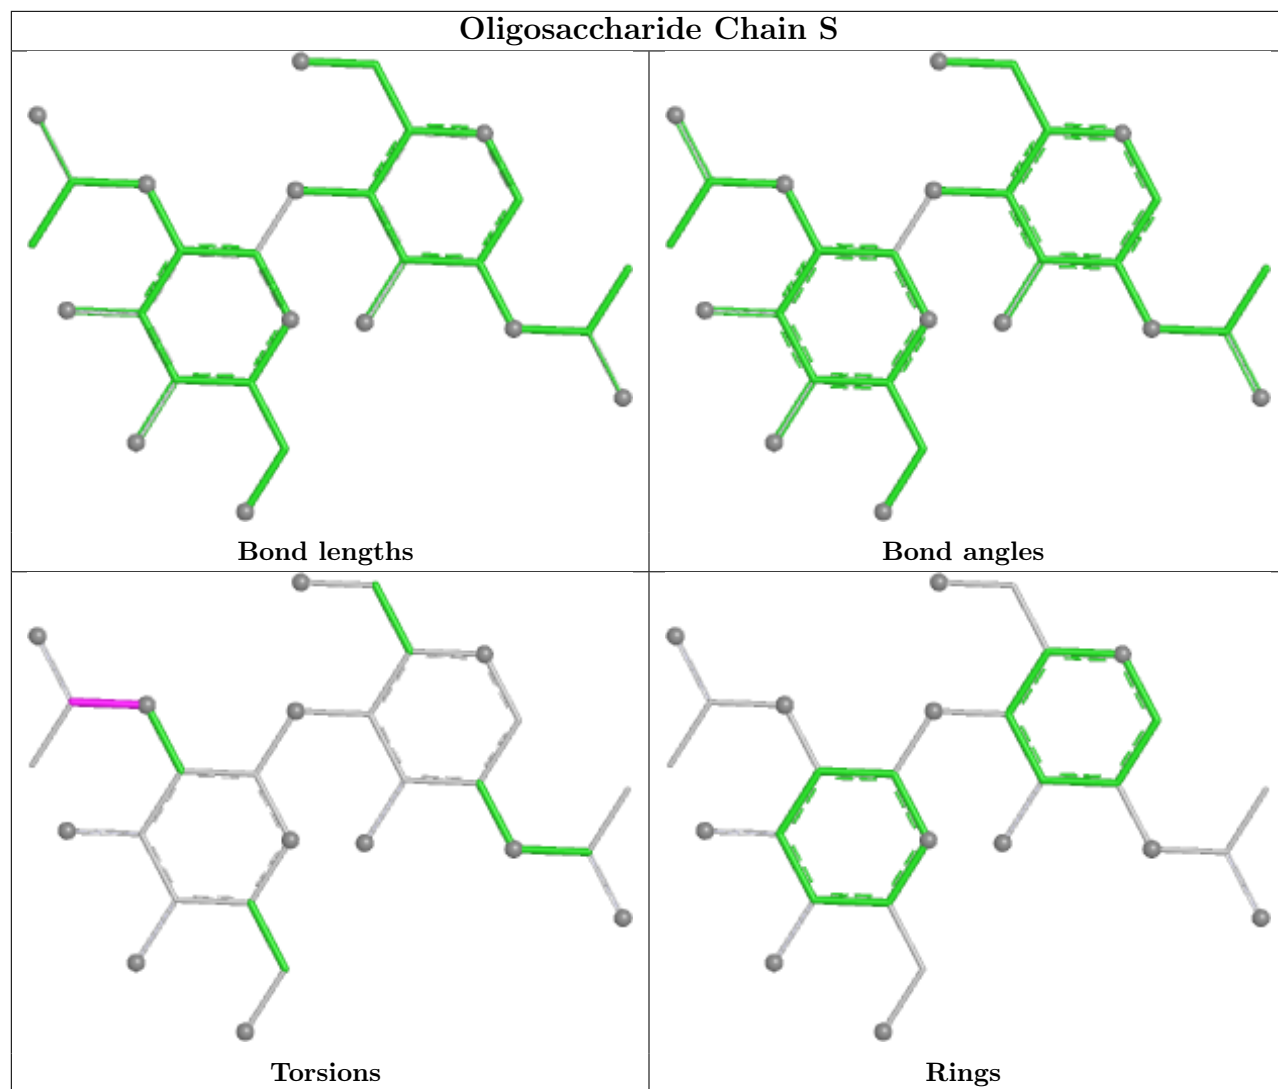 Oligosaccharide Chain S
Bond lengths
Bond angles
Torsions
Rings